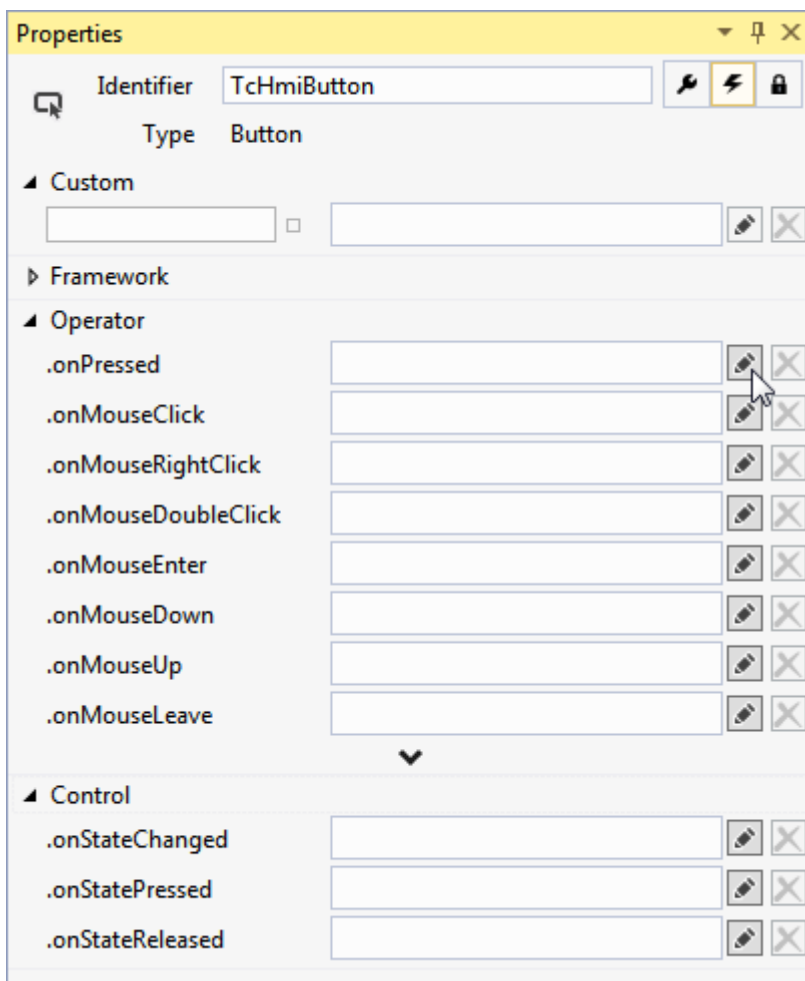 Properties
Identifier TcHmiButton
Type Button
Custom
Framework
Operator
.onPressed
.onMouseClick
.onMouseRightClick
.onMouseDoubleClick
.onMouseEnter
.onMouseDown
.onMouseUp
.onMouseLeave
Control
.onStateChanged
.onStatePressed
.onStateReleased